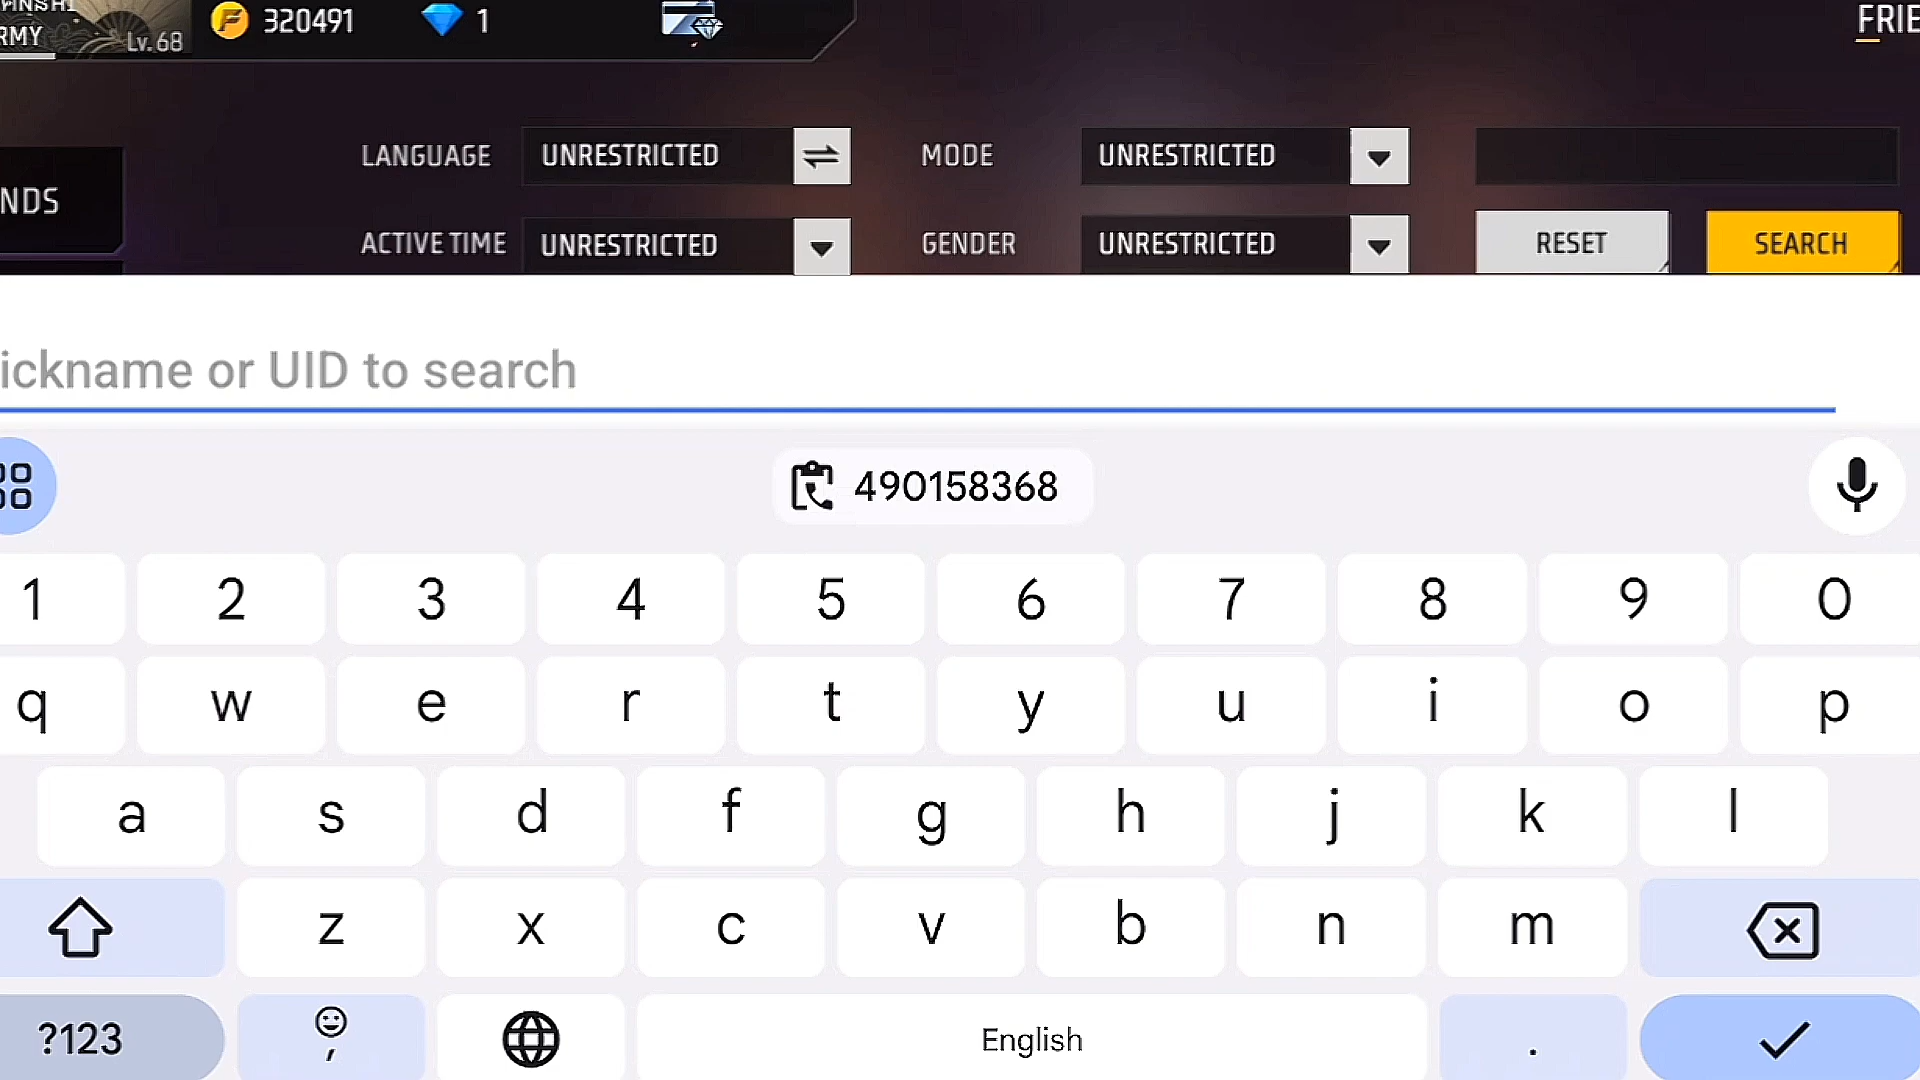 RMY
Lv. 68
320491
1
FRIE
LANGUAGE UNRESTRICTED MODE UNRESTRICTED
NDS
ACTIVE TIME UNRESTRICTED GENDER UNRESTRICTED RESET SEARCH
ickname or UID to search
490158368
1 2 3 4 5 6 7 8 9 0
q w e r t y u i o p
a s d f g h j k l
z x c v b n m
?123 , English .